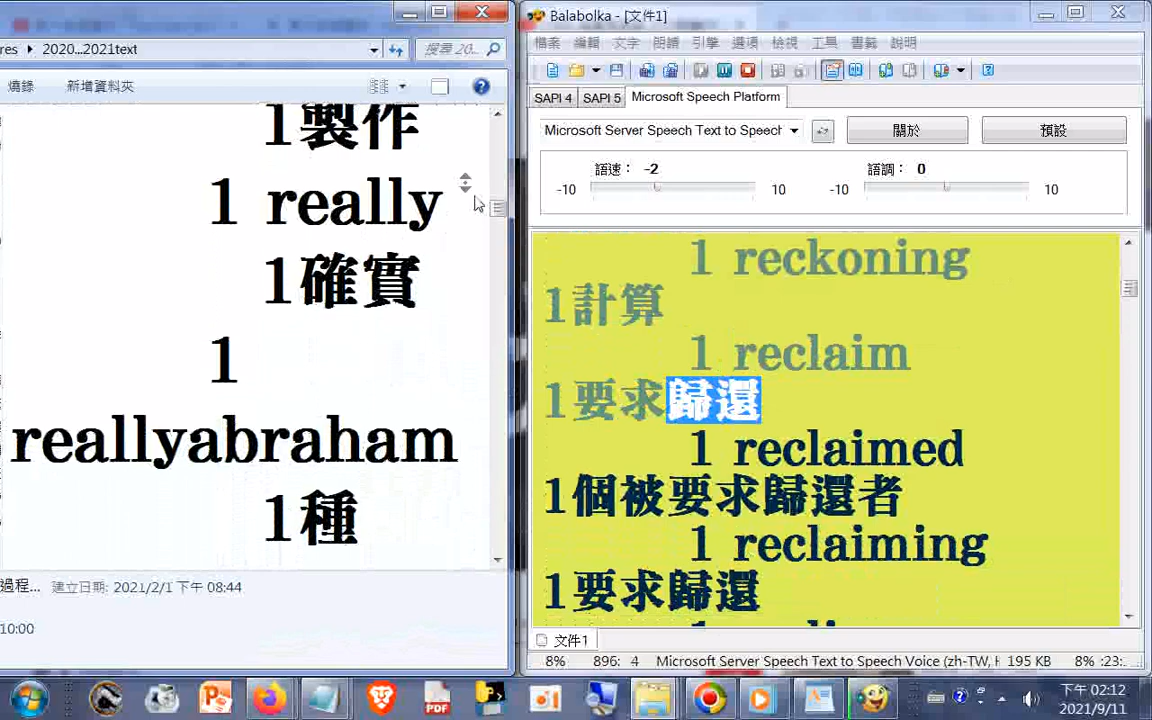 res ▸ 2020...2021text
搜尋 20...
燒錄 新增資料夾
1製作
1 really
1確實
1
reallyabraham
1種
過程... 建立日期: 2021/2/1 下午 08:44
10:00
Balabolka - [文件1]
檔案 編輯 文字 朗讀 引擎 選項 檢視 工具 書籤 說明
SAPI 4 SAPI 5 Microsoft Speech Platform
Microsoft Server Speech Text to Speech
關於 預設
語速： -2 語調： 0
-10 10 -10 10
1 reckoning
1計算
1 reclaim
1要求歸還
1 reclaimed
1個被要求歸還者
1 reclaiming
1要求歸還
文件1
8% 896: 4 Microsoft Server Speech Text to Speech Voice (zh-TW, H 195 KB 8% :23:.
PDF
下午 02:12
2021/9/11